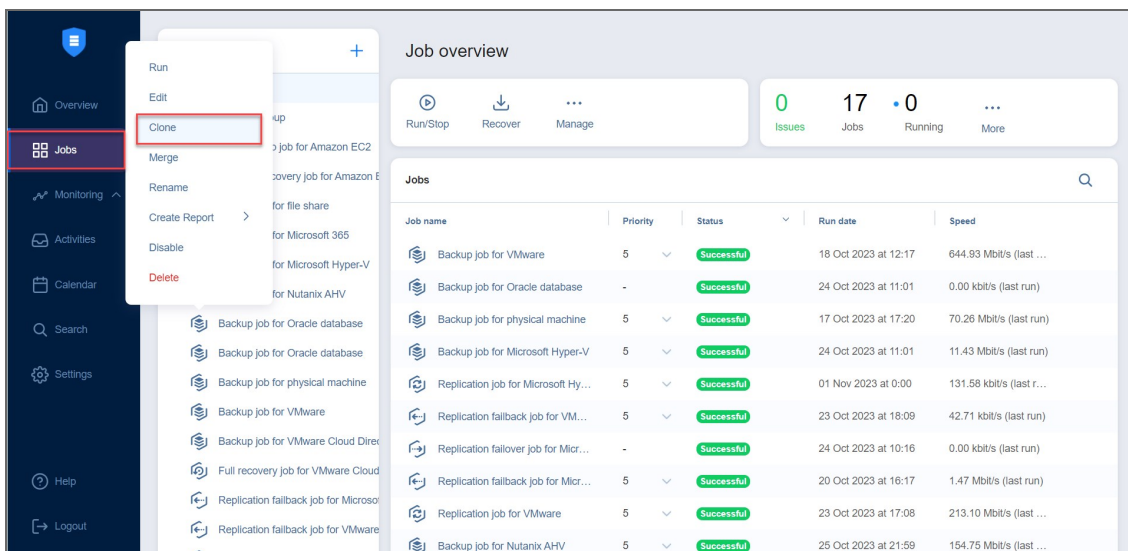 Overview
Jobs
Monitoring
Activities
Calendar
Search
Settings
Help
Logout
+
Run
Edit
Clone
Merge
Rename
Create Report
Disable
Delete
job for Amazon EC2
for file share
for Microsoft 365
for Microsoft Hyper-V
for Nutanix AHV
Backup job for Oracle database
Backup job for Oracle database
Backup job for physical machine
Backup job for VMware
Backup job for VMware Cloud Direc
Full recovery job for VMware Cloud
Replication failback job for Microsof
Replication failback job for VMware
Job overview
Run/Stop Recover Manage
0 17 0
Issues Jobs Running More
Jobs
Job name Priority Status Run date Speed
Backup job for VMware 5 Successful 18 Oct 2023 at 12:17 644.93 Mbit/s (last ...
Backup job for Oracle database - Successful 24 Oct 2023 at 11:01 0.00 kbit/s (last run)
Backup job for physical machine 5 Successful 17 Oct 2023 at 17:20 70.26 Mbit/s (last run)
Backup job for Microsoft Hyper-V 5 Successful 24 Oct 2023 at 11:01 11.43 Mbit/s (last run)
Replication job for Microsoft Hy... 5 Successful 01 Nov 2023 at 0:00 131.58 kbit/s (last r...
Replication failback job for VM... 5 Successful 23 Oct 2023 at 18:09 42.71 kbit/s (last run)
Replication failover job for Micr... - Successful 24 Oct 2023 at 10:16 0.00 kbit/s (last run)
Replication failback job for Micr... 5 Successful 20 Oct 2023 at 16:17 1.47 Mbit/s (last run)
Replication job for VMware 5 Successful 23 Oct 2023 at 17:08 213.10 Mbit/s (last ...
Backup job for Nutanix AHV 5 Successful 25 Oct 2023 at 21:59 154.75 Mbit/s (last ...